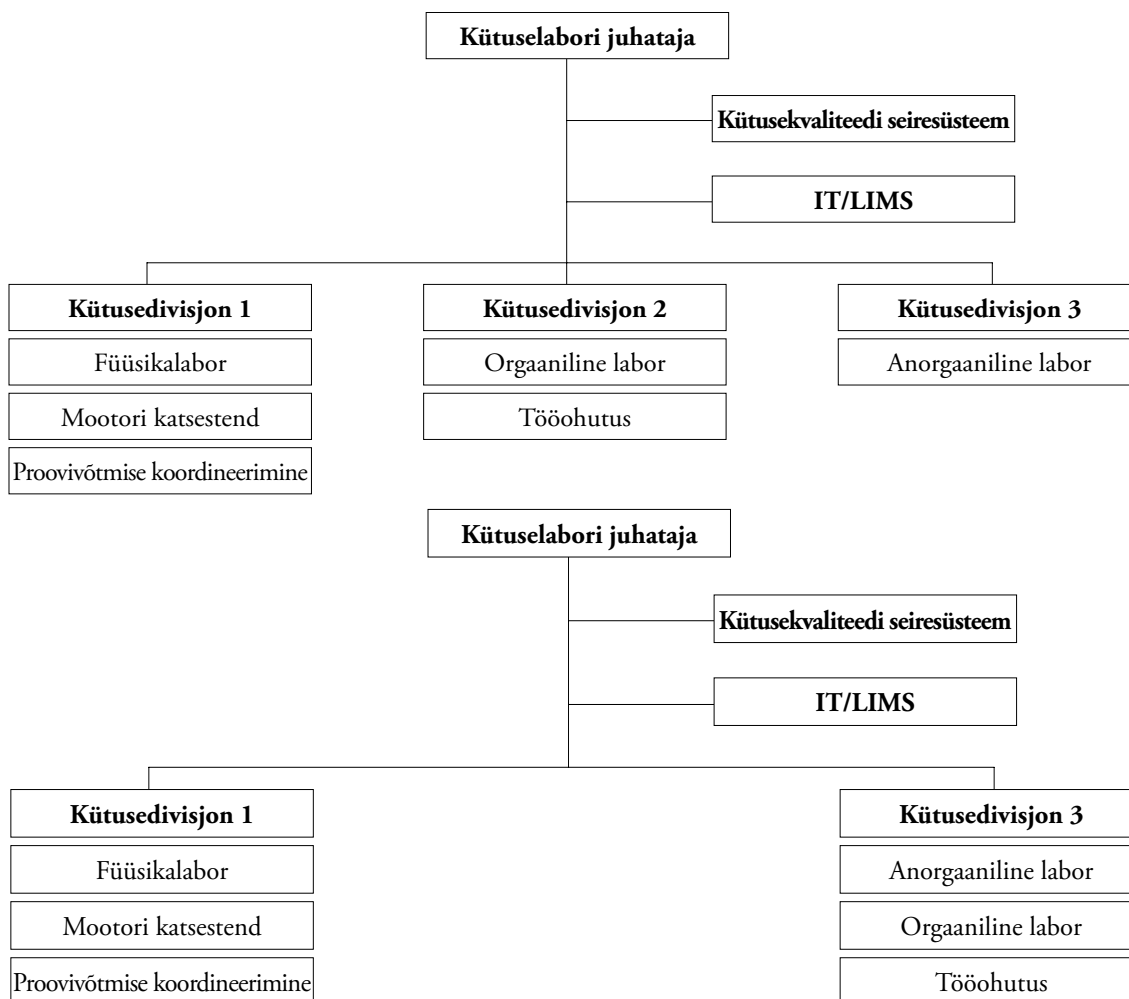 Kütuselabori juhataja
Kütusekvaliteedi seiresüsteem
IT/LIMS
Kütusedivisjon 1
Kütusedivisjon 2
Kütusedivisjon 3
Füüsikalabor
Orgaaniline labor
Anorgaaniline labor
Mootori katsestend
Tööohutus
Proovivõtmise koordineerimine
Kütuselabori juhataja
Kütusekvaliteedi seiresüsteem
IT/LIMS
Kütusedivisjon 1
Kütusedivisjon 3
Füüsikalabor
Anorgaaniline labor
Mootori katsestend
Orgaaniline labor
Proovivõtmise koordineerimine
Tööohutus